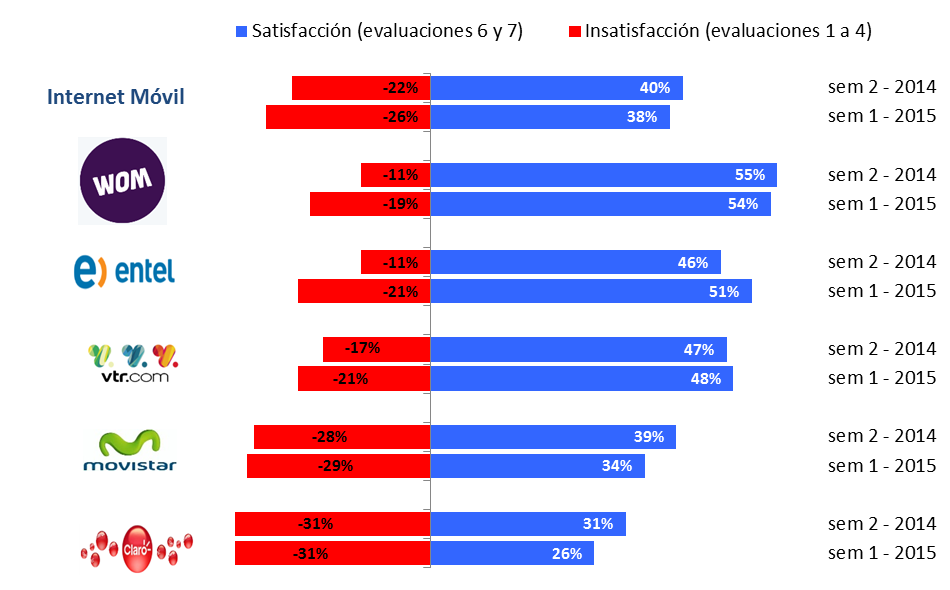 Satisfacción (evaluaciones 6 y 7) Insatisfacción (evaluaciones 1 a 4)
Internet Móvil -22% 40% sem 2 - 2014
-26% 38% sem 1 - 2015
WOM -11% 55% sem 2 - 2014
-19% 54% sem 1 - 2015
e) entel -11% 46% sem 2 - 2014
-21% 51% sem 1 - 2015
v. v. v. -17% 47% sem 2 - 2014
vtr.com -21% 48% sem 1 - 2015
movistar -28% 39% sem 2 - 2014
-29% 34% sem 1 - 2015
Claro -31% 31% sem 2 - 2014
-31% 26% sem 1 - 2015